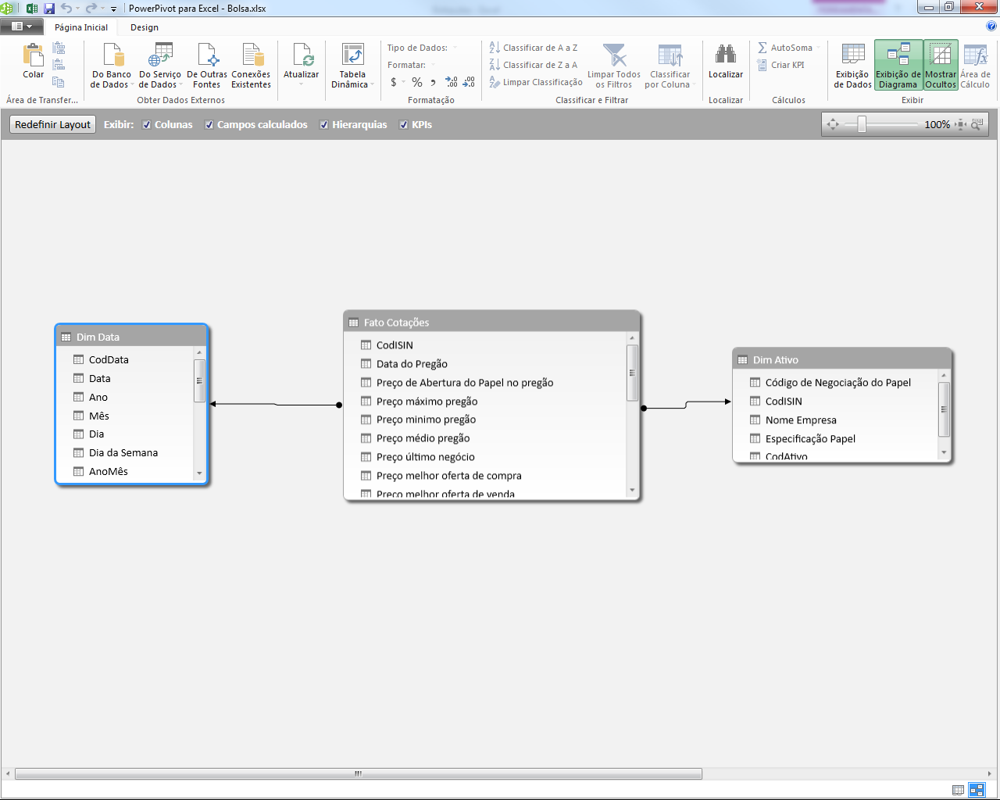 PowerPivot para Excel - Bolsa.xlsx
Página Inicial
Design
Colar
Área de Transfer...
Do Banco de Dados
Do Serviço de Dados
De Outras Fontes
Conexões Existentes
Obter Dados Externos
Atualizar
Tabela Dinâmica
Tipo de Dados:
Formatar:
$ % ,
,00
,00
Formatação
Classificar de A a Z
Classificar de Z a A
Limpar Classificação
Limpar Todos os Filtros
Classificar por Coluna
Classificar e Filtrar
Localizar
Localizar
AutoSoma
Criar KPI
Cálculos
Exibição de Dados
Exibição de Diagrama
Mostrar Ocultos
Área de Cálculo
Exibir
Redefinir Layout
Exibir:
Colunas
Campos calculados
Hierarquias
KPIs
100%
Dim Data
CodData
Data
Ano
Mês
Dia
Dia da Semana
AnoMês
Fato Cotações
CodISIN
Data do Pregão
Preço de Abertura do Papel no pregão
Preço máximo pregão
Preço minimo pregão
Preço médio pregão
Preço último negócio
Preço melhor oferta de compra
Preço melhor oferta de venda
Dim Ativo
Código de Negociação do Papel
CodISIN
Nome Empresa
Especificação Papel
CodAtivo